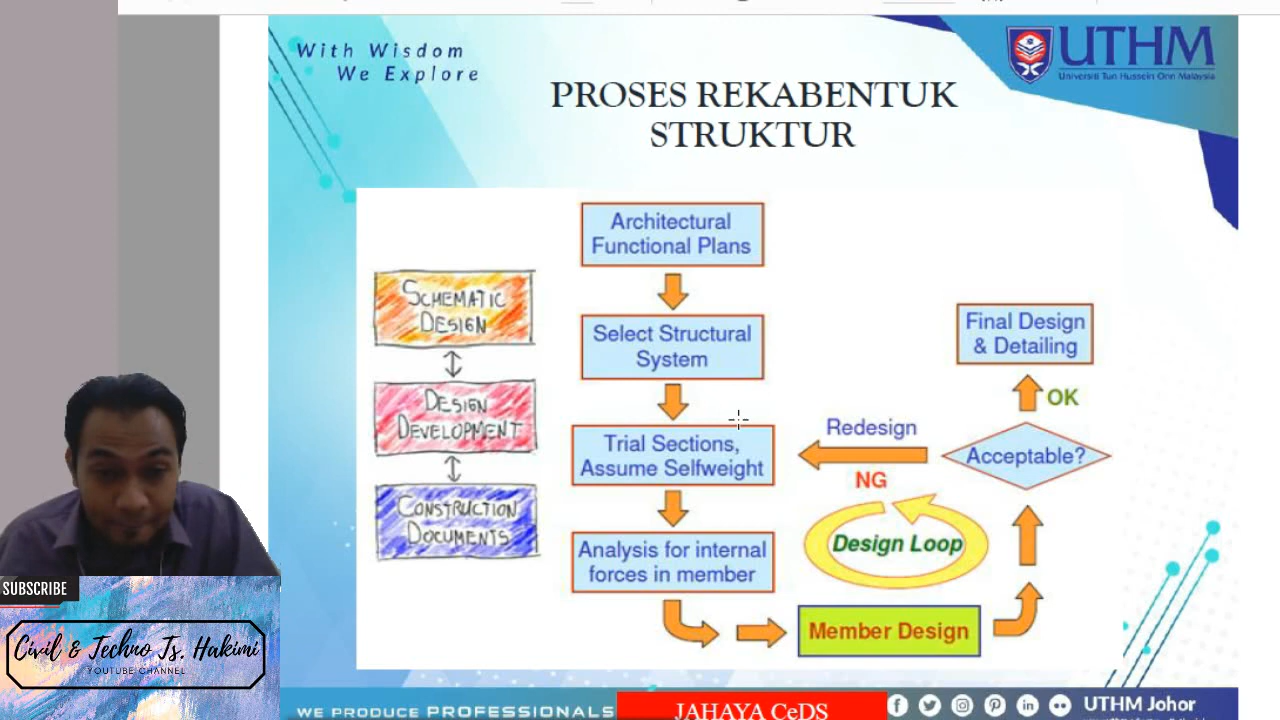 With Wisdom
We Explore
UTHM
Universiti Tun Hussein Onn Malaysia
PROSES REKABENTUK
STRUKTUR
SCHEMATIC
DESIGN
DESIGN
DEVELOPMENT
CONSTRUCTION
DOCUMENTS
Architectural
Functional Plans
Select Structural
System
Trial Sections,
Assume Selfweight
Analysis for internal
forces in member
Member Design
Redesign
NG
Design Loop
Acceptable?
OK
Final Design
& Detailing
SUBSCRIBE
Civil & Techno Ts. Hakimi
YOUTUBE CHANNEL
WE PRODUCE PROFESSIONALS
JAHAYA CeDS
UTHM Johor